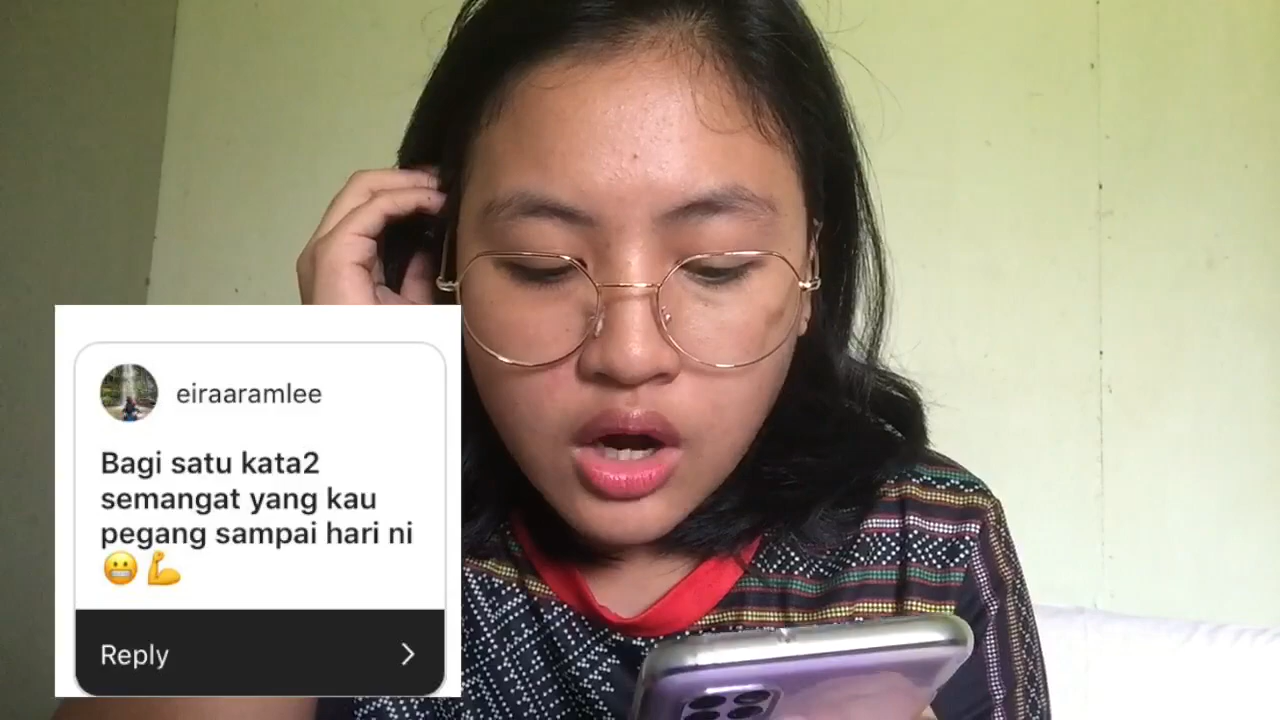 eiraaramlee
Bagi satu kata2
semangat yang kau
pegang sampai hari ni
😬 💪
Reply